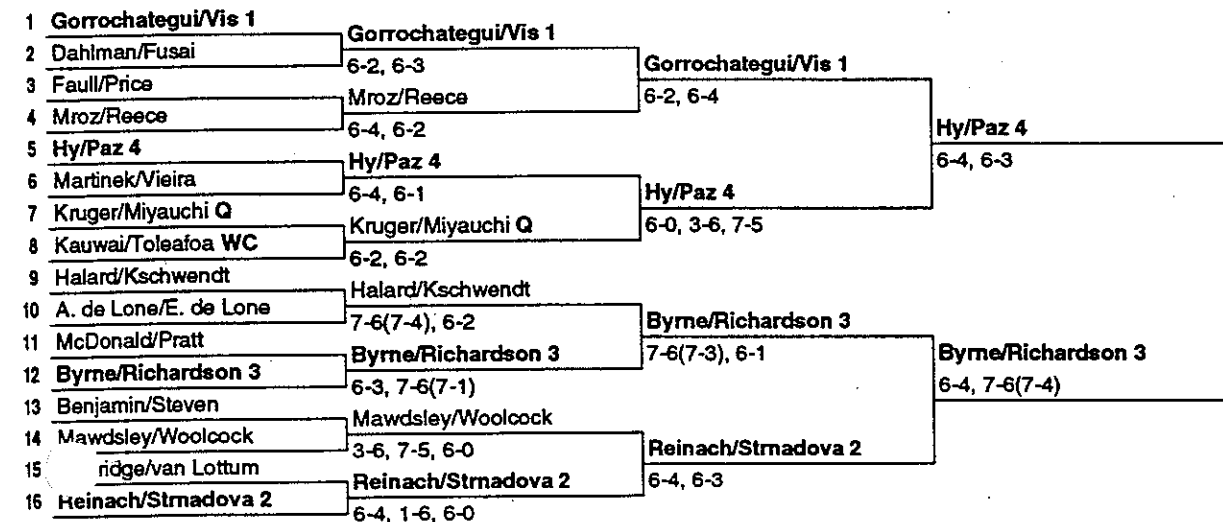 1 Gorrochategui/Vis 1
2 Dahlman/Fusai
3 Faull/Price
4 Mroz/Reece
5 Hy/Paz 4
6 Martinek/Vieira
7 Kruger/Miyauchi Q
8 Kauwai/Toleafoa WC
9 Halard/Kschwendt
10 A. de Lone/E. de Lone
11 McDonald/Pratt
12 Byrne/Richardson 3
13 Benjamin/Steven
14 Mawdsley/Woolcock
15 ridge/van Lottum
16 Reinach/Strnadova 2
Gorrochategui/Vis 1
6-2, 6-3
Mroz/Reece
6-4, 6-2
Hy/Paz 4
6-4, 6-1
Kruger/Miyauchi Q
6-2, 6-2
Halard/Kschwendt
7-6(7-4), 6-2
Byrne/Richardson 3
6-3, 7-6(7-1)
Mawdsley/Woolcock
3-6, 7-5, 6-0
Reinach/Strnadova 2
6-4, 1-6, 6-0
Gorrochategui/Vis 1
6-2, 6-4
Hy/Paz 4
6-0, 3-6, 7-5
Byrne/Richardson 3
7-6(7-3), 6-1
Reinach/Strnadova 2
6-4, 6-3
Hy/Paz 4
6-4, 6-3
Byrne/Richardson 3
6-4, 7-6(7-4)